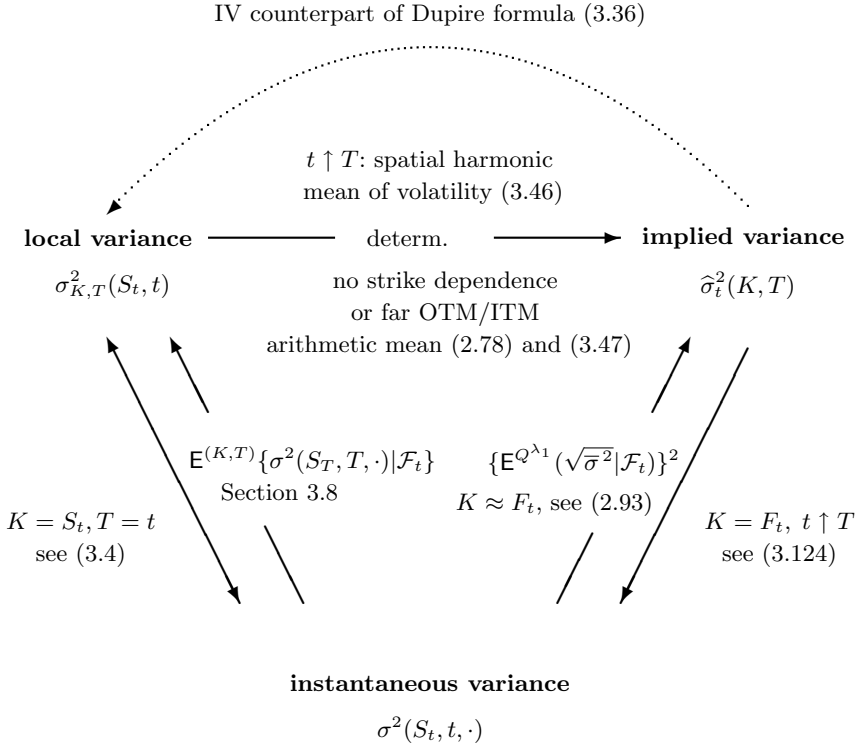 IV counterpart of Dupire formula (3.36)
t ↑ T: spatial harmonic
mean of volatility (3.46)
local variance
determ.
implied variance
σ²_{K,T}(S_t, t)
no strike dependence
σ̂²_t(K, T)
or far OTM/ITM
arithmetic mean (2.78) and (3.47)
E^{(K,T)}{σ²(S_T, T, ·)|F_t}
Section 3.8
{E^{Q^{λ_1}}(√σ̅²|F_t)}²
K ≈ F_t, see (2.93)
K = S_t, T = t
see (3.4)
K = F_t, t ↑ T
see (3.124)
instantaneous variance
σ²(S_t, t, ·)